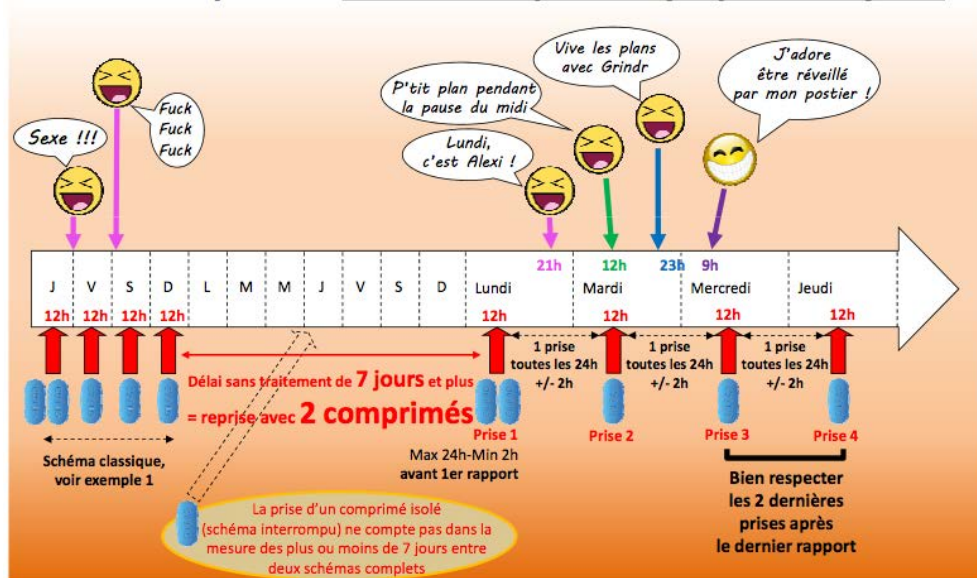 Sexe !!!
Fuck
Fuck
Fuck
Lundi,
c'est Alexi !
P'tit plan pendant
la pause du midi
Vive les plans
avec Grindr
J'adore
être réveillé
par mon postier !
21h 12h 23h 9h
J V S D L M M J V S D Lundi Mardi Mercredi Jeudi
12h 12h 12h 12h 12h 12h 12h 12h
1 prise
toutes les 24h
+/- 2h
1 prise
toutes les 24h
+/- 2h
1 prise
toutes les 24h
+/- 2h
Délai sans traitement de 7 jours et plus
= reprise avec 2 comprimés
Prise 1 Prise 2 Prise 3 Prise 4
Max 24h-Min 2h
avant 1er rapport
Schéma classique,
voir exemple 1
Bien respecter
les 2 dernières
prises après
le dernier rapport
La prise d'un comprimé isolé
(schéma interrompu) ne compte pas dans la
mesure des plus ou moins de 7 jours entre
deux schémas complets